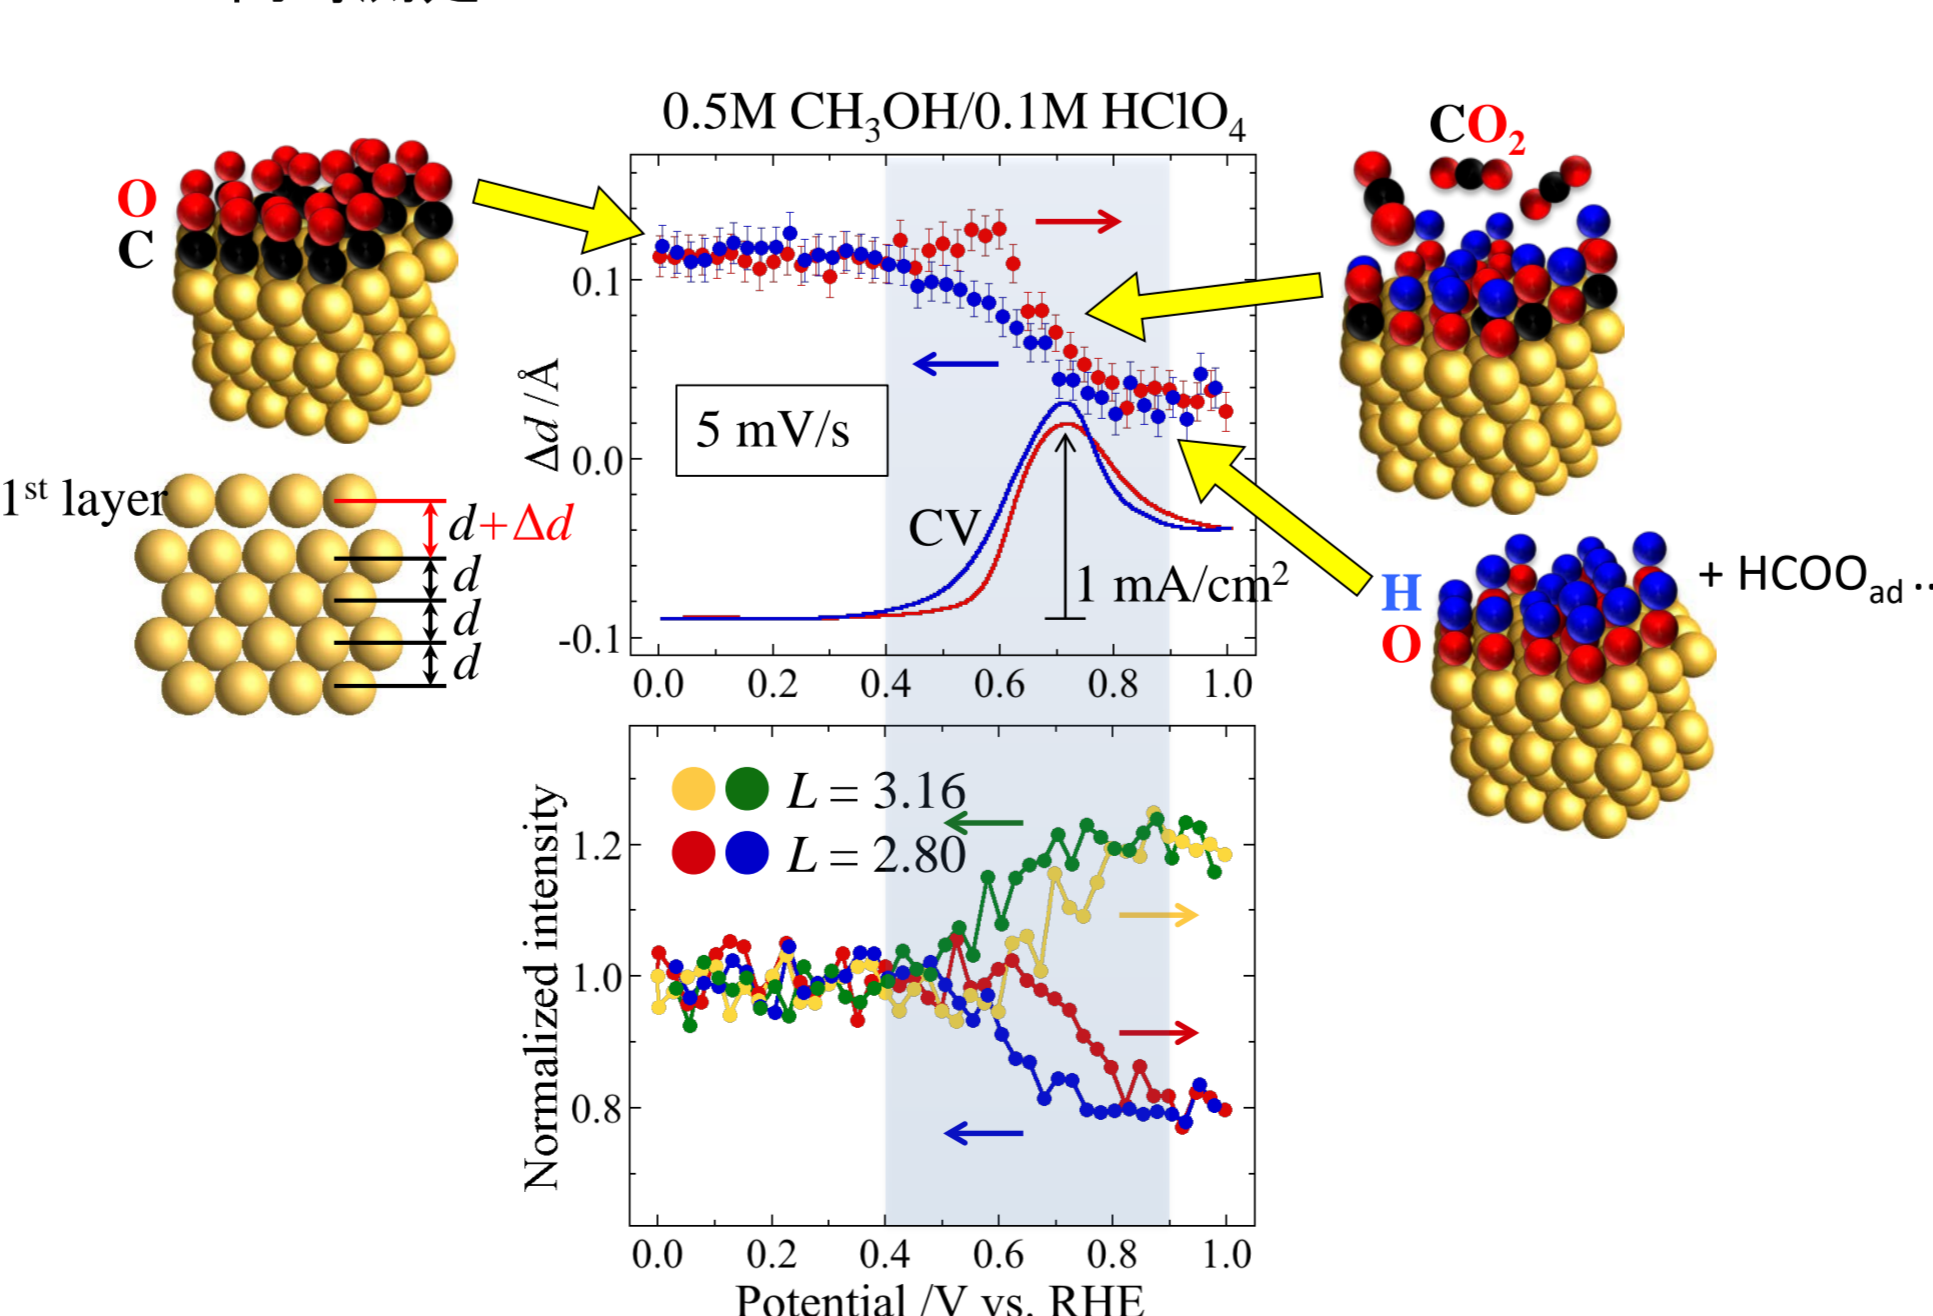 0.5M CH₃OH/0.1M HClO₄
CO₂
O
C
0.1
0.0
-0.1
Δd /Å
5 mV/s
CV
1 mA/cm²
0.0 0.2 0.4 0.6 0.8 1.0
1st layer
d+Δd
d
d
d
H
O
+ HCOOad ..
L = 3.16
L = 2.80
Normalized intensity
1.2
1.0
0.8
0.0 0.2 0.4 0.6 0.8 1.0
Potential /V vs. RHE